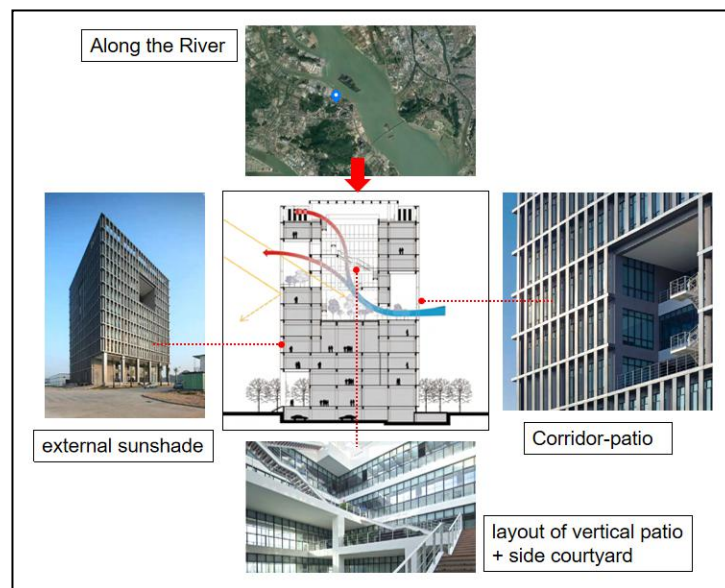 Along the River
external sunshade
Corridor-patio
layout of vertical patio
+ side courtyard